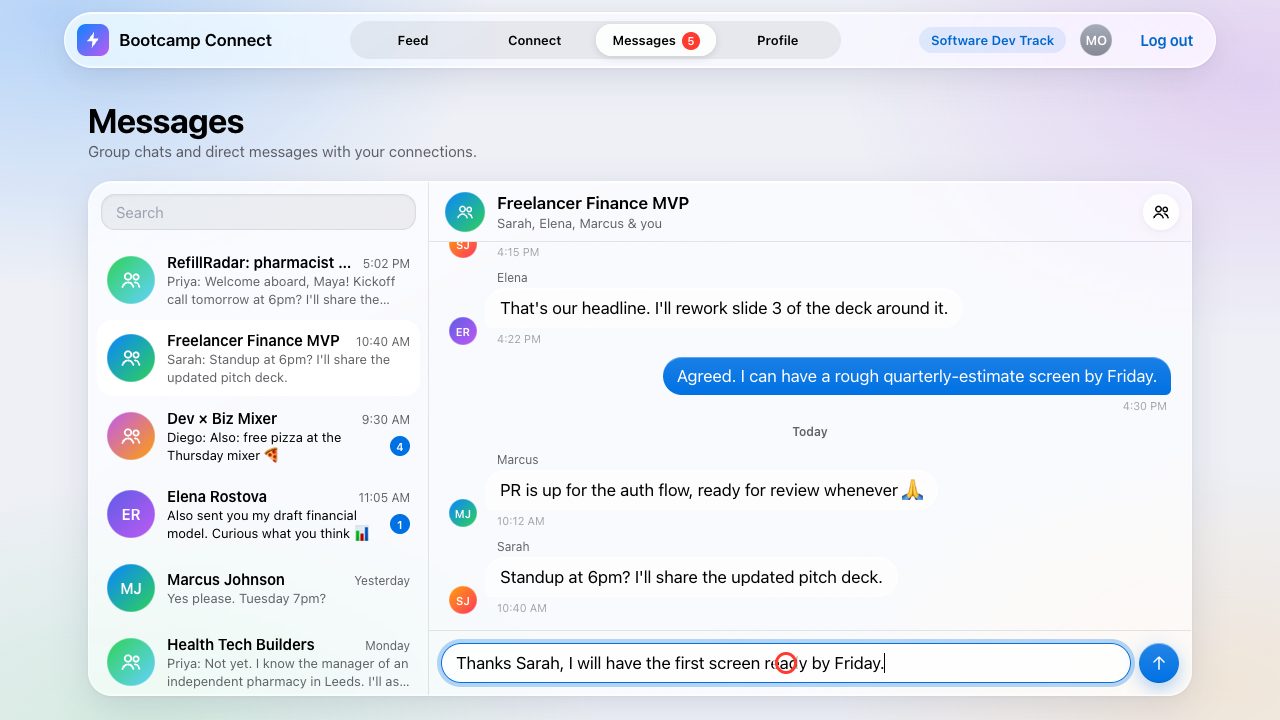 Bootcamp Connect
Feed
Connect
Messages 5
Profile
Software Dev Track
MO
Log out
Messages
Group chats and direct messages with your connections.
Search
RefillRadar: pharmacist ... 5:02 PM
Priya: Welcome aboard, Maya! Kickoff
call tomorrow at 6pm? I'll share the...
Freelancer Finance MVP 10:40 AM
Sarah: Standup at 6pm? I'll share the
updated pitch deck.
Dev × Biz Mixer 9:30 AM
Diego: Also: free pizza at the
Thursday mixer 🍕 4
ER
Elena Rostova 11:05 AM
Also sent you my draft financial
model. Curious what you think 📊 1
MJ
Marcus Johnson Yesterday
Yes please. Tuesday 7pm?
Health Tech Builders Monday
Priya: Not yet. I know the manager of an
independent pharmacy in Leeds. I'll as...
Freelancer Finance MVP
Sarah, Elena, Marcus & you
SJ
4:15 PM
Elena
That's our headline. I'll rework slide 3 of the deck around it.
ER
4:22 PM
Agreed. I can have a rough quarterly-estimate screen by Friday.
4:30 PM
Today
Marcus
PR is up for the auth flow, ready for review whenever 🙏
MJ
10:12 AM
Sarah
Standup at 6pm? I'll share the updated pitch deck.
SJ
10:40 AM
Thanks Sarah, I will have the first screen ready by Friday.